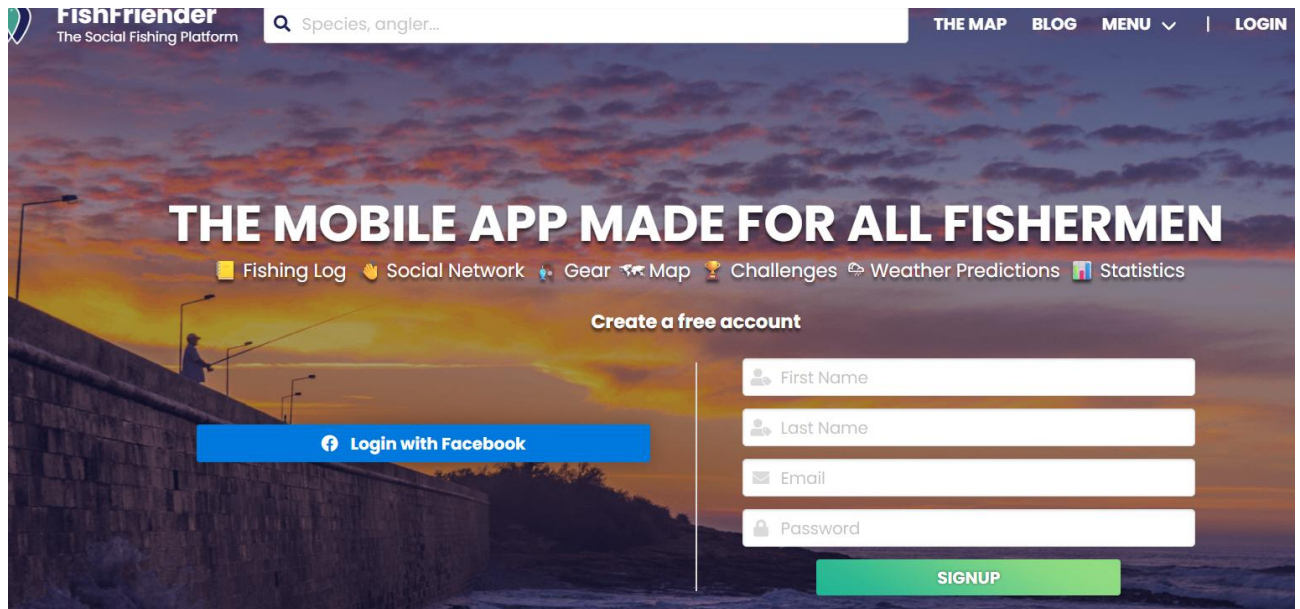 FishFriender
The Social Fishing Platform
Species, angler...
THE MAP BLOG MENU | LOGIN
THE MOBILE APP MADE FOR ALL FISHERMEN
📒 Fishing Log 👋 Social Network 🎣 Gear 🗺 Map 🏆 Challenges 🌧 Weather Predictions 📊 Statistics
Create a free account
Login with Facebook
First Name
Last Name
Email
Password
SIGNUP